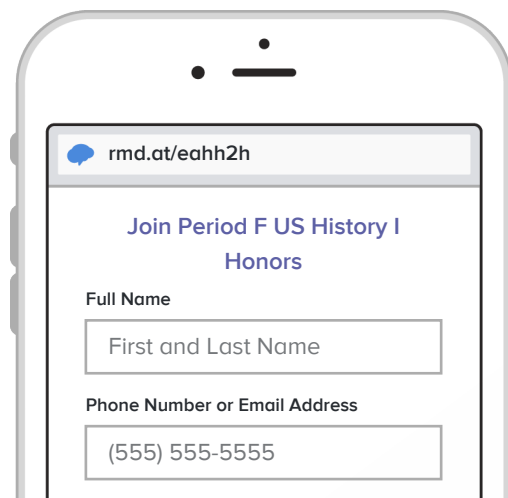 rmd.at/eahh2h
Join Period F US History I
Honors
Full Name
First and Last Name
Phone Number or Email Address
(555) 555-5555